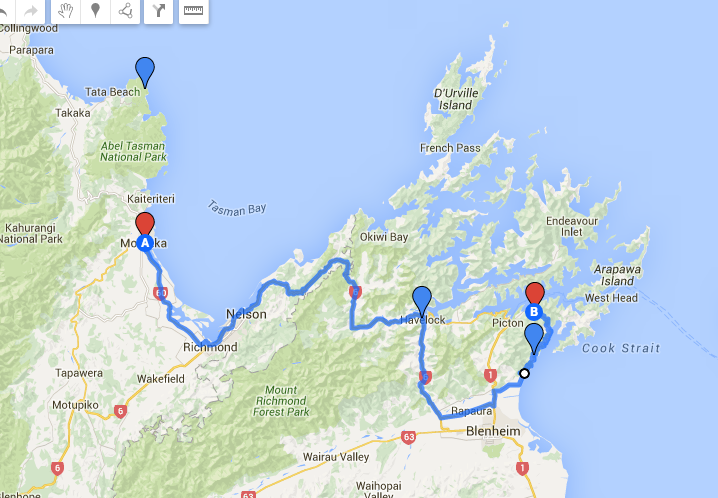 Collingwood
Parapara
Tata Beach
Takaka
D'Urville
Island
French Pass
Abel Tasman
National Park
Kaiteriteri
Tasman Bay
Kahurangi
National Park
A
Okiwi Bay
Endeavour
Inlet
Arapawa
Island
West Head
60
6
Nelson
Havelock
B
Picton
Richmond
Cook Strait
Tapawera
Wakefield
6
1
Motupiko
6
Mount
Richmond
Forest Park
Rapaura
Blenheim
63
Wairau Valley
6
1
Waihopai
Valley
63